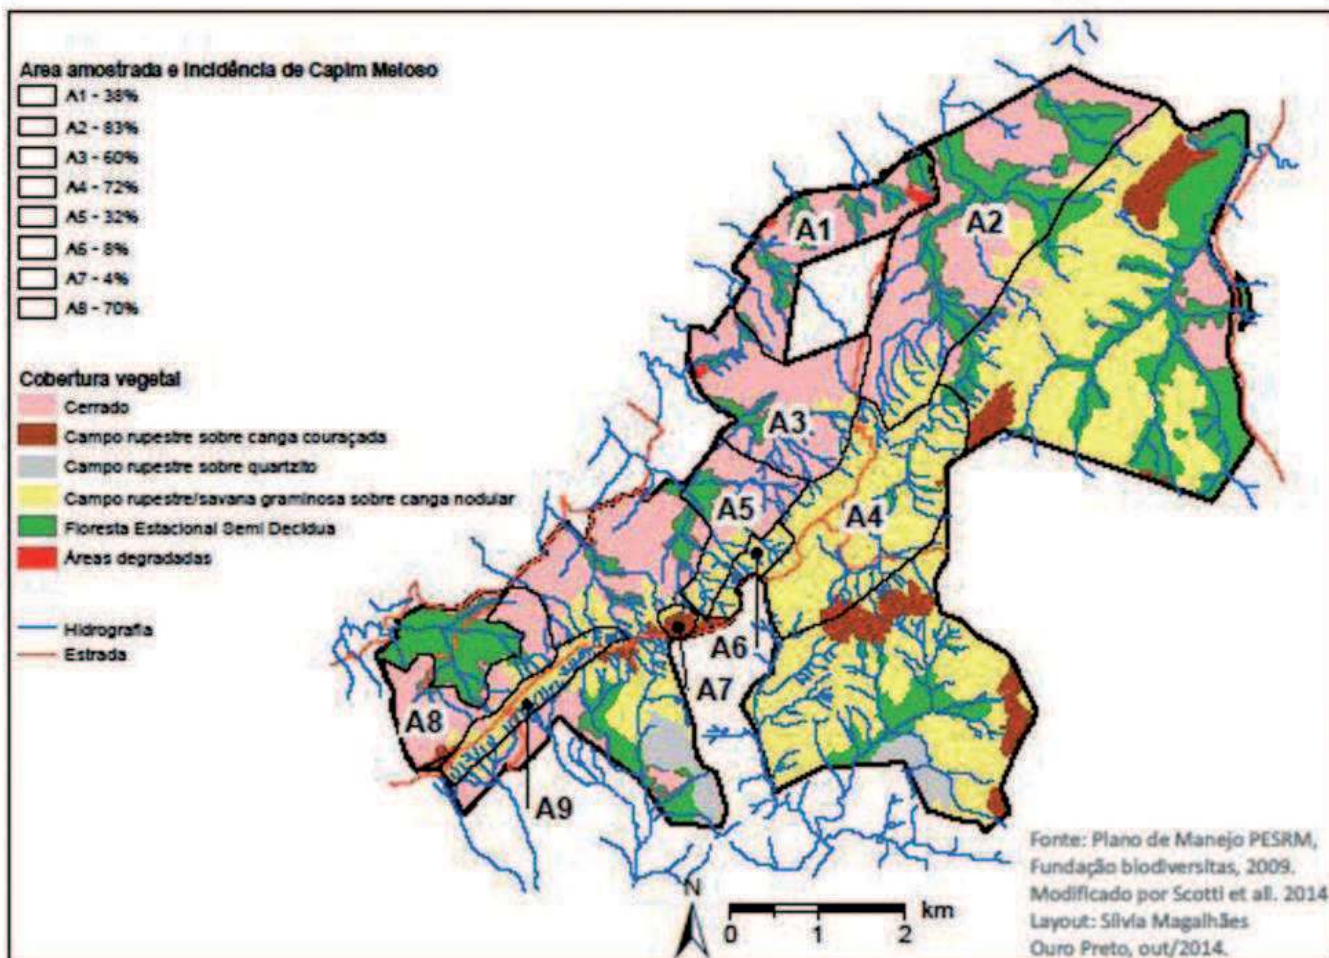 Area amostrada e Incidência de Capim Meloso
A1 - 38%
A2 - 83%
A3 - 60%
A4 - 72%
A5 - 32%
A6 - 8%
A7 - 4%
A8 - 70%
Cobertura vegetal
Cerrado
Campo rupestre sobre canga couraçada
Campo rupestre sobre quartzito
Campo rupestre/savana graminosa sobre canga nodular
Floresta Estacional Semi Decidua
Áreas degradadas
Hidrografia
Estrada
A1
A2
A3
A5
A4
A6
A7
A8
A9
N
km
0 1 2
Fonte: Plano de Manejo PESRM,
Fundação biodiversitas, 2009.
Modificado por Scotti et all. 2014
Layout: Silvia Magalhães
Ouro Preto, out/2014.